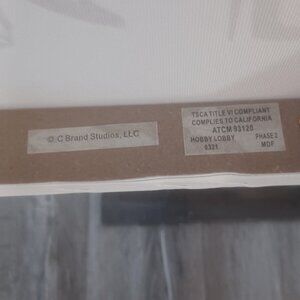 © C Brand Studios, LLC
TSCA TITLE VI COMPLIANT
COMPLIES TO CALIFORNIA
ATCM 93120
HOBBY LOBBY PHASE 2
0321 MDF